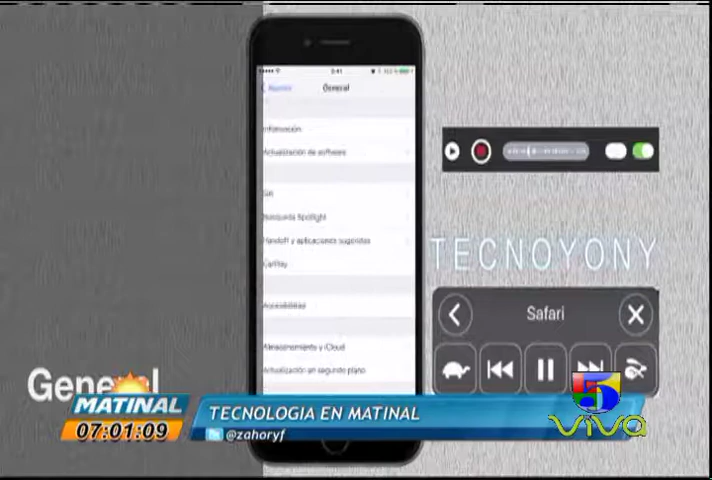 General
Información
Actualización de software
Siri
Búsqueda Spotlight
Handoff y aplicaciones sugeridas
CarPlay
Accesibilidad
Almacenamiento y iCloud
Actualización en segundo plano
TECNOYONY
Safari
General
MATINAL
07:01:09
TECNOLOGIA EN MATINAL
@zahoryf
5
viva